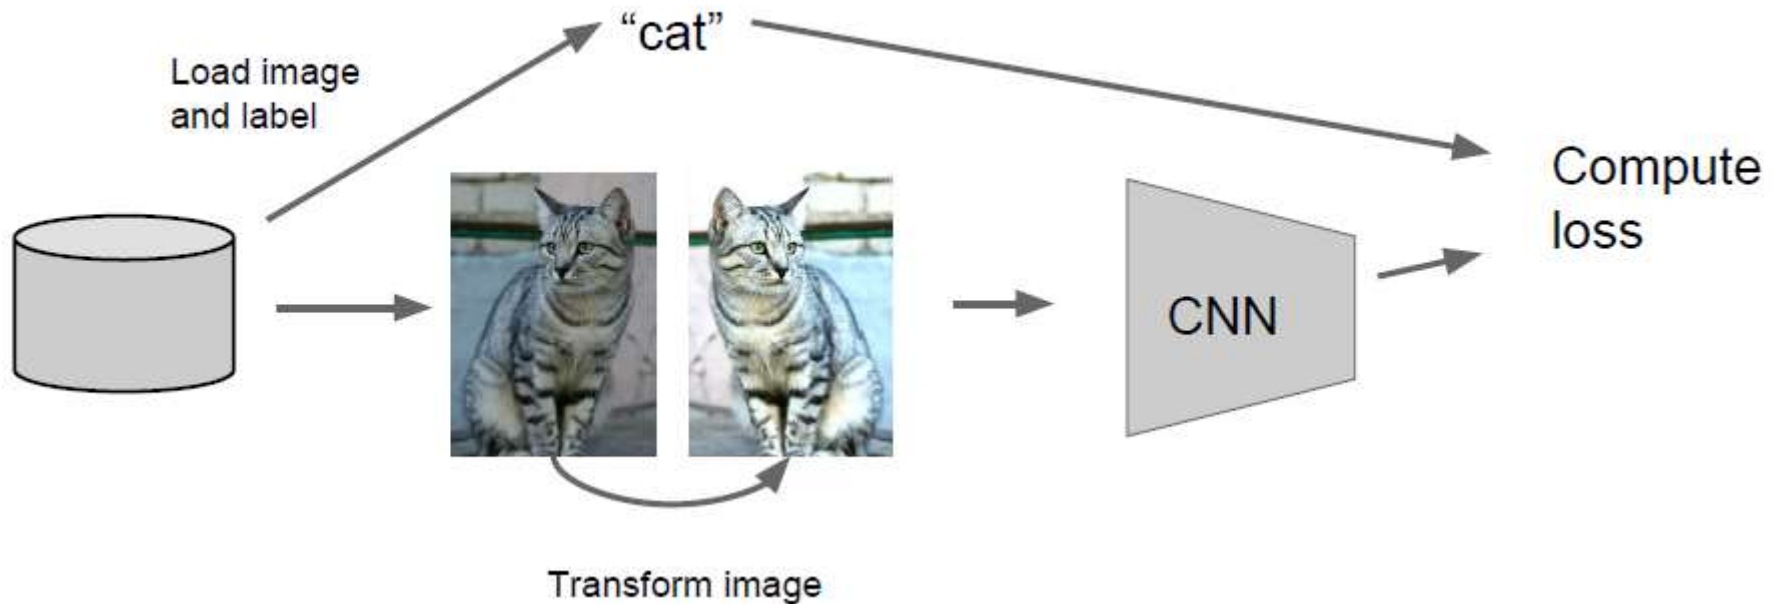 “cat”
Load image
and label
Compute
loss
CNN
Transform image